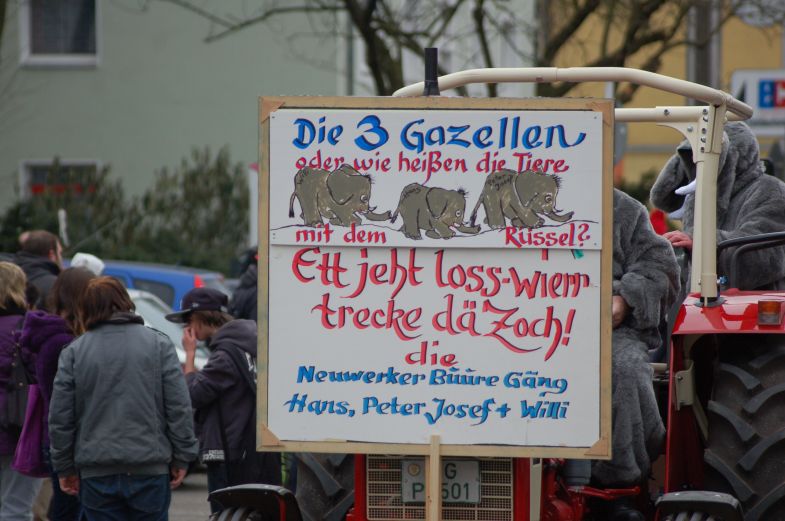 Die 3 Gazellen
oder wie heißen die Tiere
mit dem Rüssel?
Ett jeht loss-wierr
trecke dä Zoch!
die
Neuwerker Büüre Gäng
Hans, Peter, Josef + Willi
G
P 501